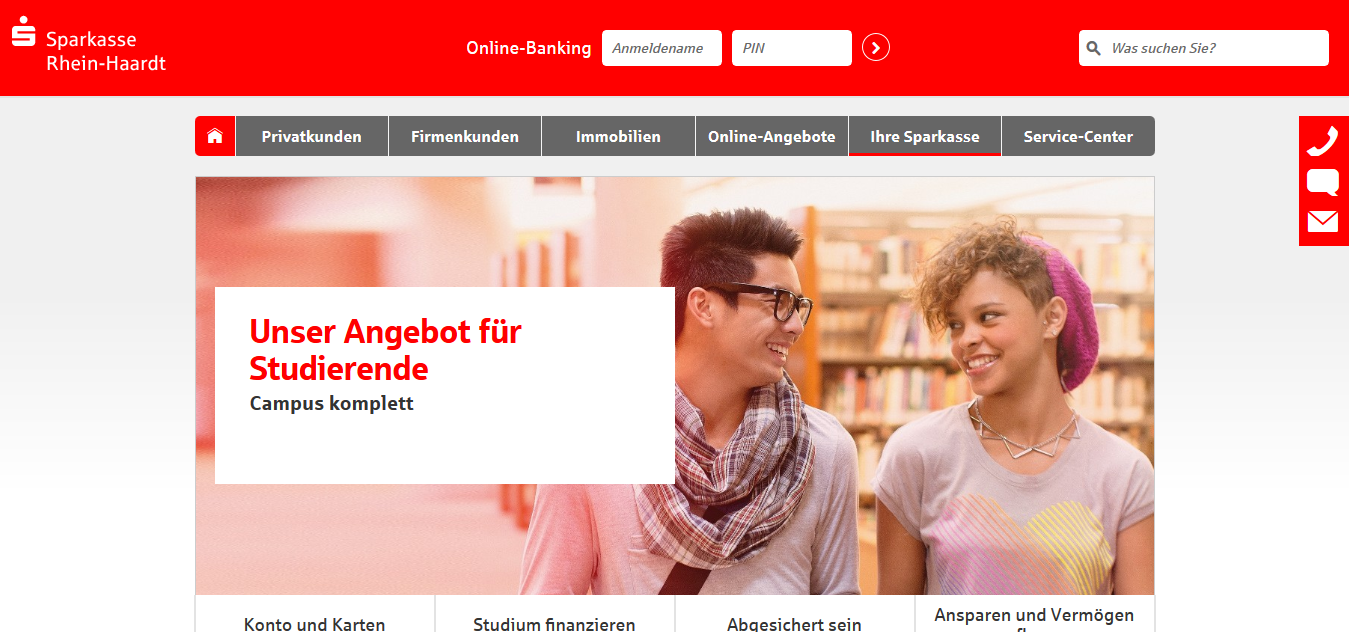 Sparkasse
Rhein-Haardt
Online-Banking Anmeldename PIN
Was suchen Sie?
Privatkunden Firmenkunden Immobilien Online-Angebote Ihre Sparkasse Service-Center
Unser Angebot für
Studierende
Campus komplett
Konto und Karten Studium finanzieren Abgesichert sein Ansparen und Vermögen